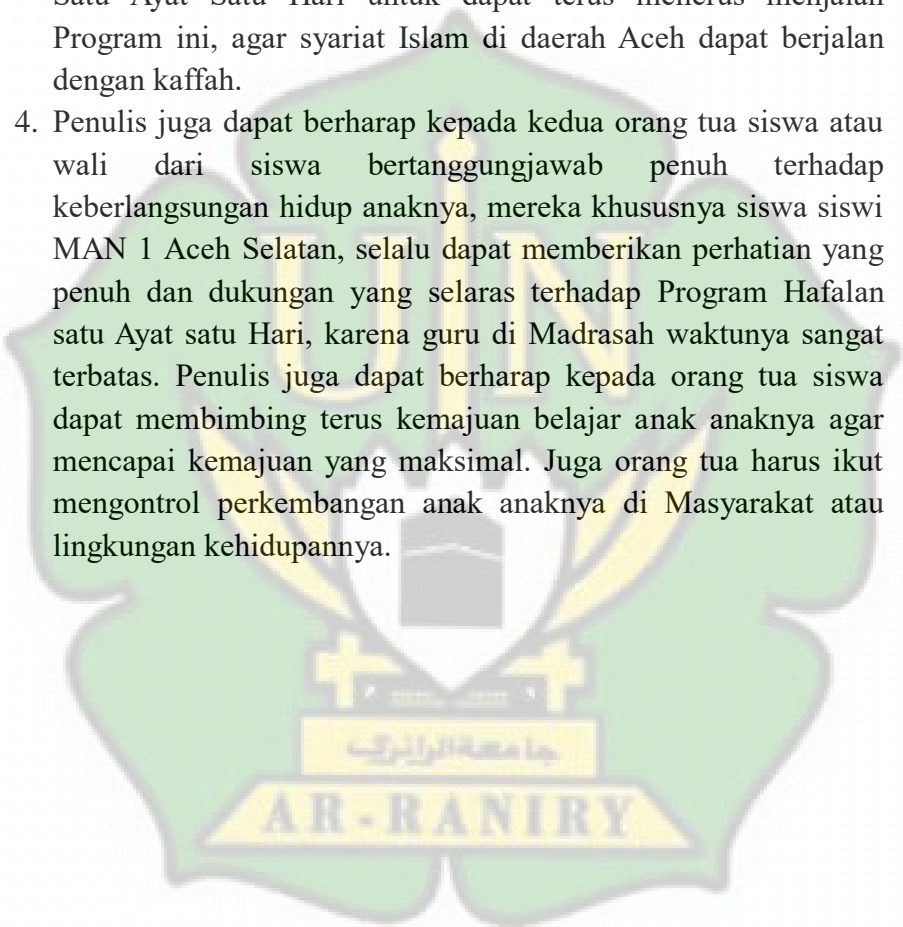 Satu Ayat Satu Hari untuk dapat terus menerus menjalan
Program ini, agar syariat Islam di daerah Aceh dapat berjalan
dengan kaffah.
4. Penulis juga dapat berharap kepada kedua orang tua siswa atau
wali dari siswa bertanggungjawab penuh terhadap
keberlangsungan hidup anaknya, mereka khususnya siswa siswi
MAN 1 Aceh Selatan, selalu dapat memberikan perhatian yang
penuh dan dukungan yang selaras terhadap Program Hafalan
satu Ayat satu Hari, karena guru di Madrasah waktunya sangat
terbatas. Penulis juga dapat berharap kepada orang tua siswa
dapat membimbing terus kemajuan belajar anak anaknya agar
mencapai kemajuan yang maksimal. Juga orang tua harus ikut
mengontrol perkembangan anak anaknya di Masyarakat atau
lingkungan kehidupannya.
UIN
جامعة الرانري
AR-RANIRY